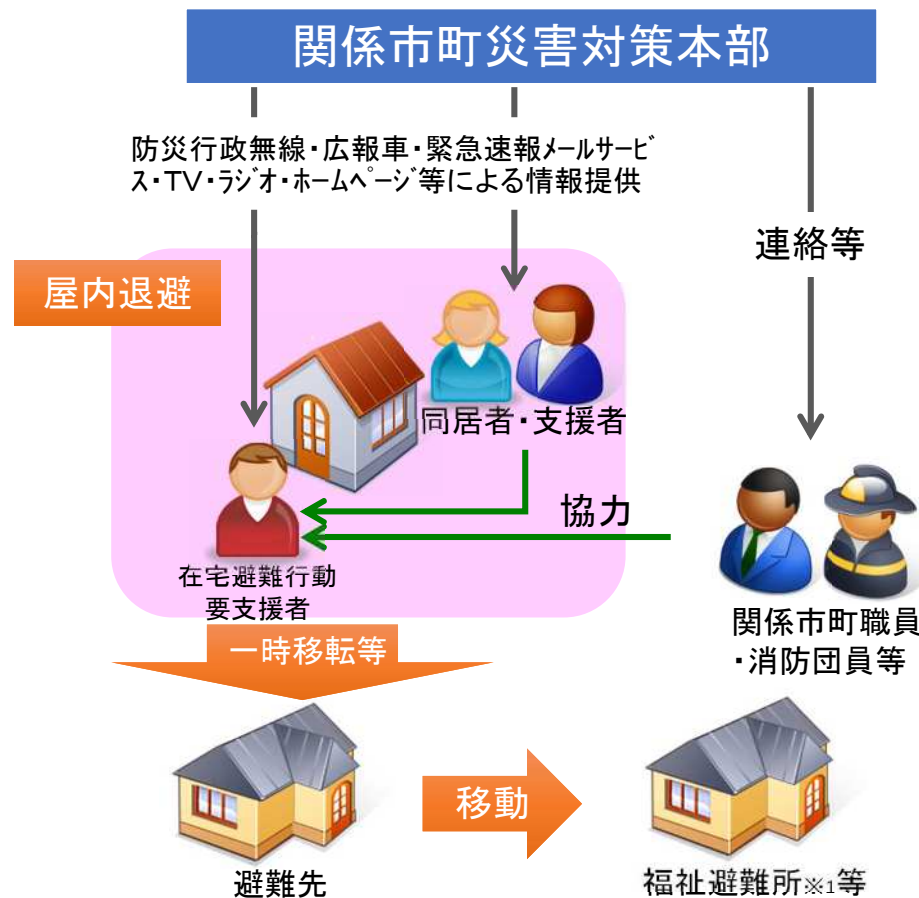 関係市町災害対策本部
防災行政無線・広報車・緊急速報メールサービ
ス・TV・ラジオ・ホームページ等による情報提供
連絡等
屋内退避
同居者・支援者
協力
在宅避難行動
要支援者
関係市町職員
・消防団員等
一時移転等
移動
避難先
福祉避難所※1等